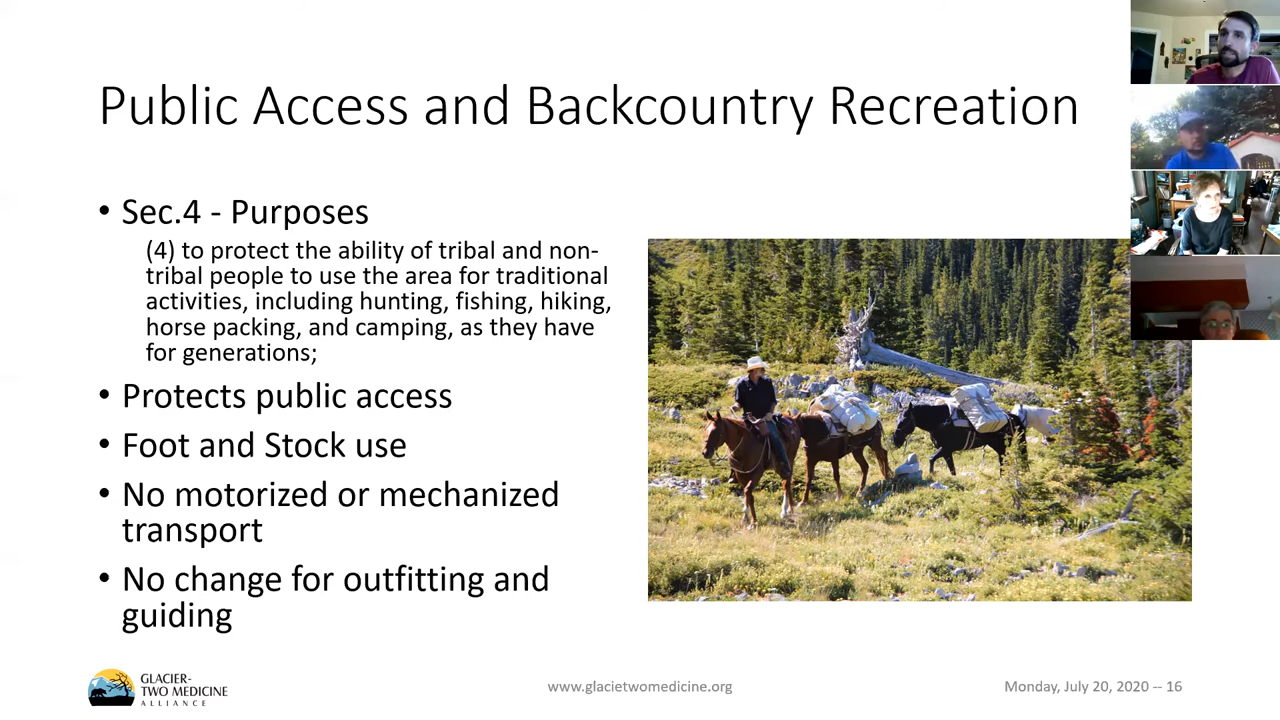 Public Access and Backcountry Recreation
• Sec.4 - Purposes
(4) to protect the ability of tribal and non-
tribal people to use the area for traditional
activities, including hunting, fishing, hiking,
horse packing, and camping, as they have
for generations;
• Protects public access
• Foot and Stock use
• No motorized or mechanized
transport
• No change for outfitting and
guiding
GLACIER-
TWO MEDICINE
ALLIANCE
www.glacietwomedicine.org
Monday, July 20, 2020 -- 16